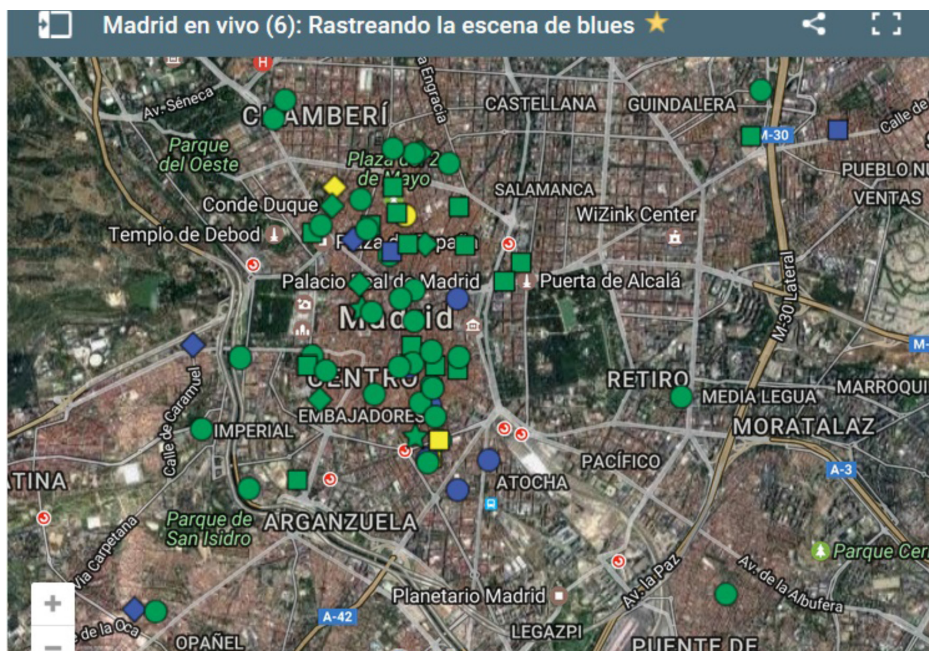 Madrid en vivo (6): Rastreando la escena de blues
H
a Engracia
Av. Séneca
CHAMBERÍ
CASTELLANA
GUINDALERA
Calle de
M-30
Parque
del Oeste
Plaza del 2
de Mayo
PUEBLO NU
SALAMANCA
VENTAS
Conde Duque
WiZink Center
Templo de Debod
Plaza de España
Palacio Real de Madrid
Puerta de Alcalá
M-30 Lateral
Madrid
M-
Calle de Caramuel
CENTRO
RETIRO
MARROQUI
MEDIA LEGUA
EMBAJADORES
IMPERIAL
MORATALAZ
PACÍFICO
A-3
ATINA
ATOCHA
Parque de
San Isidro
ARGANZUELA
Vía Carpetana
Parque Cer
Av. la Paz
Av. de la Albufera
+
Planetario Madrid
A-42
e de la Oca
LEGAZPI
OPAÑEL
PUENTE DE
−